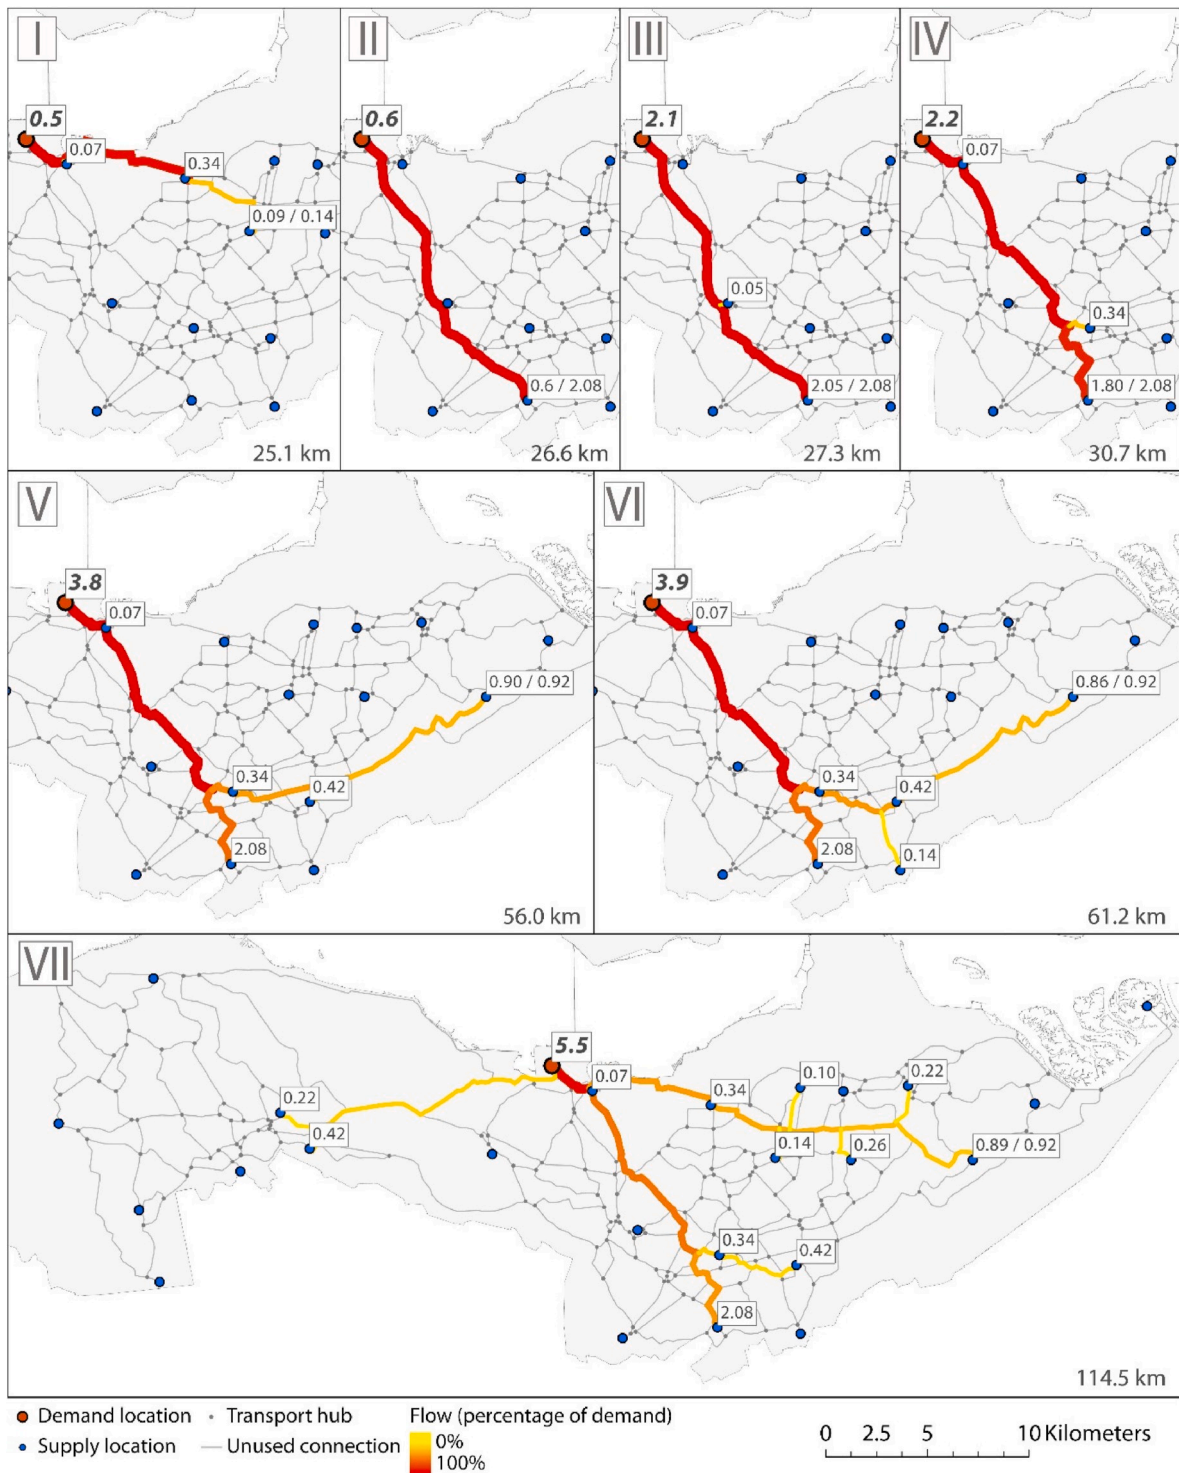 I
0.5
0.07
0.34
0.09 / 0.14
25.1 km
II
0.6
0.6 / 2.08
26.6 km
III
2.1
0.05
2.05 / 2.08
27.3 km
IV
2.2
0.07
0.34
1.80 / 2.08
30.7 km
V
3.8
0.07
0.90 / 0.92
0.34
0.42
2.08
56.0 km
VI
3.9
0.07
0.86 / 0.92
0.34
0.42
2.08
0.14
61.2 km
VII
5.5
0.07
0.10
0.22
0.34
0.22
0.42
0.14
0.26
0.89 / 0.92
0.34
0.42
2.08
114.5 km
Demand location
Transport hub
Flow (percentage of demand)
Supply location
Unused connection
0%
100%
0 2.5 5 10 Kilometers